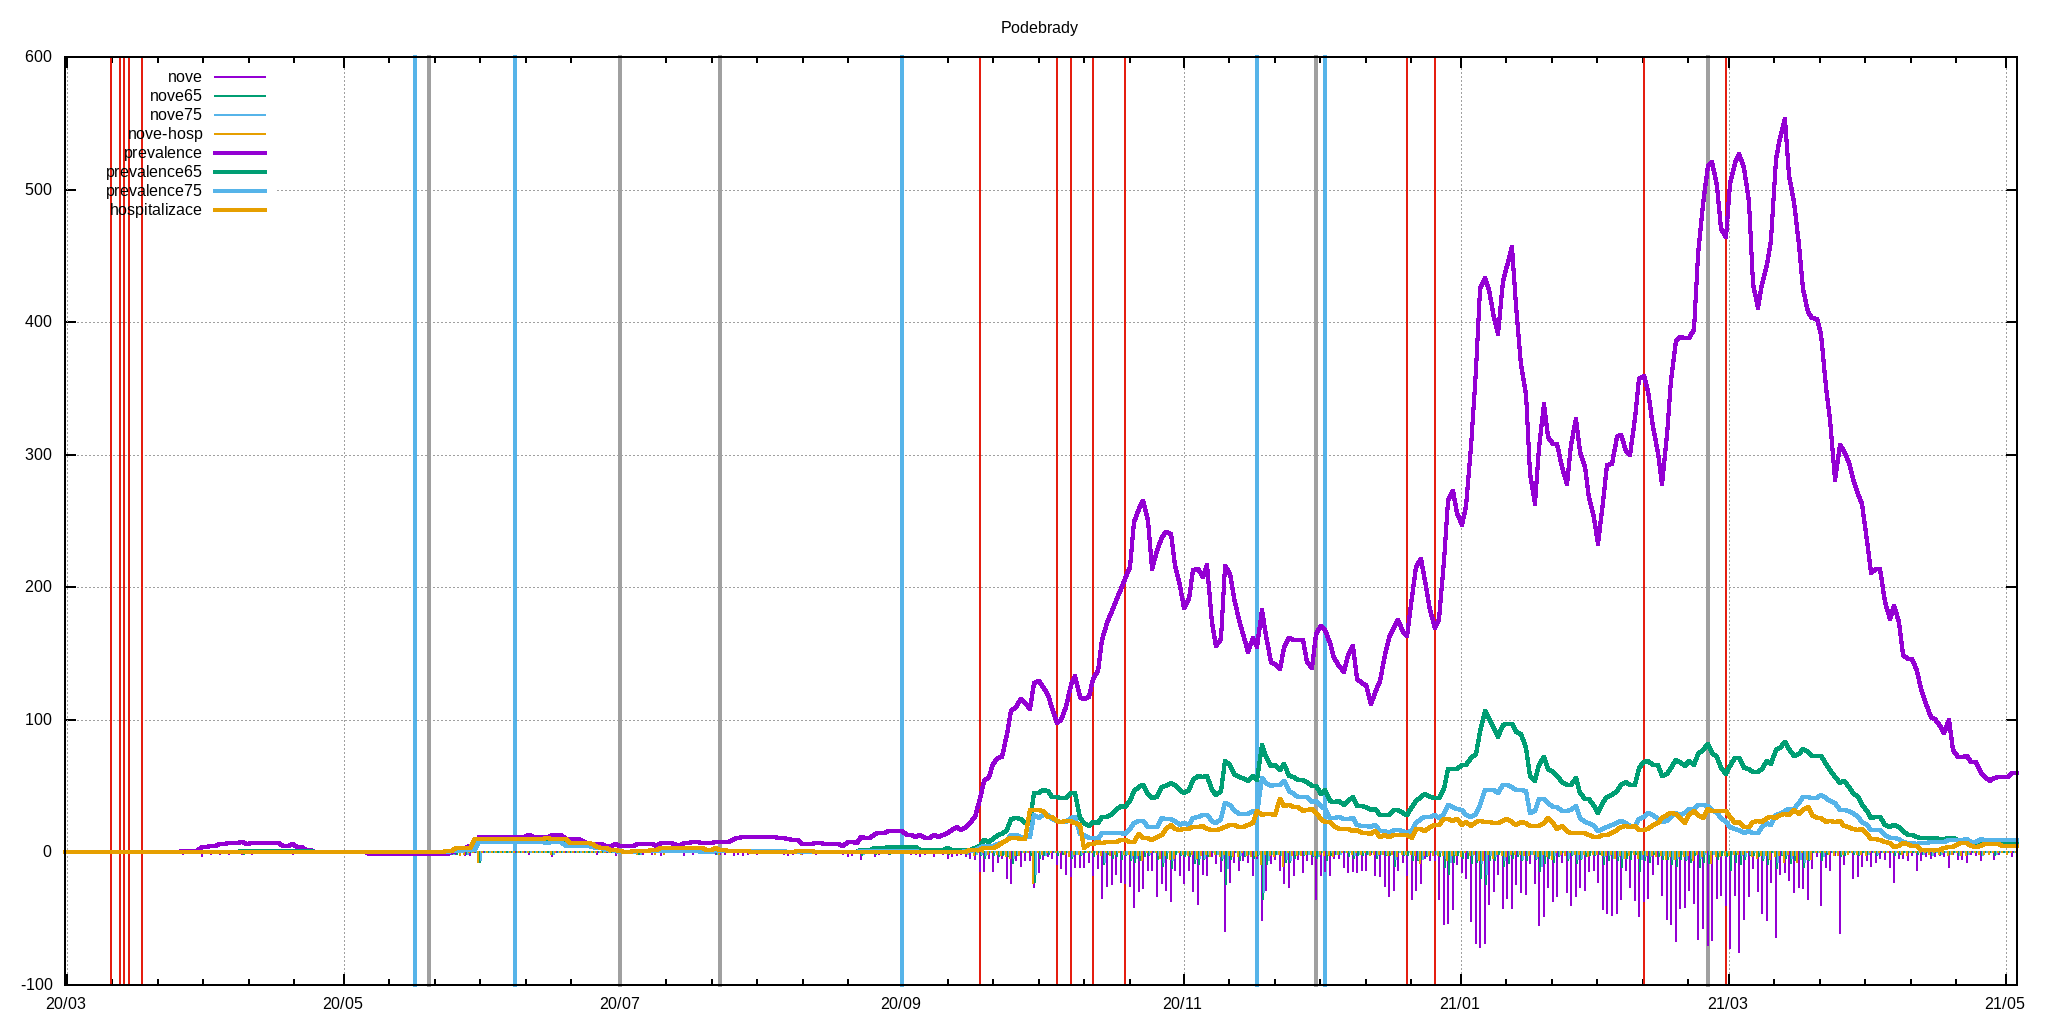 Podebrady
600
nove
nove65
nove75
nove-hosp
prevalence
prevalence65
prevalence75
hospitalizace
500
400
300
200
100
0
-100
20/03 20/05 20/07 20/09 20/11 21/01 21/03 21/05